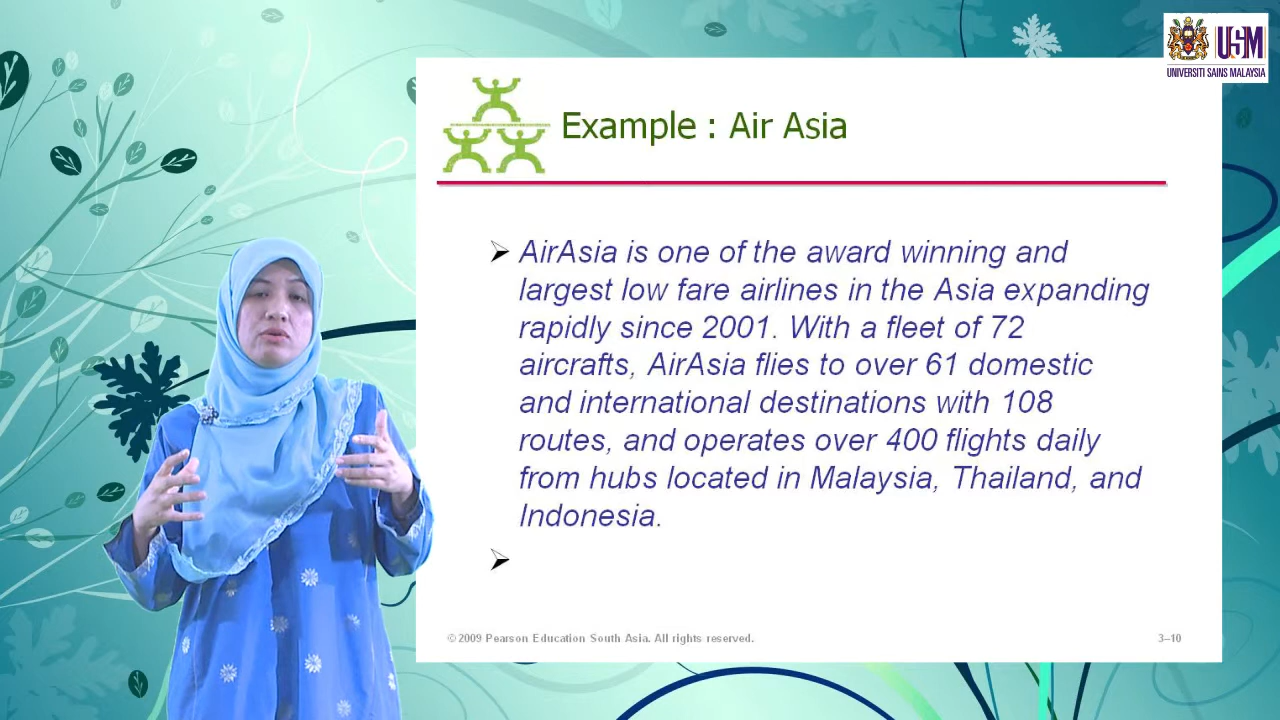 USM
UNIVERSITI SAINS MALAYSIA
Example : Air Asia
AirAsia is one of the award winning and
largest low fare airlines in the Asia expanding
rapidly since 2001. With a fleet of 72
aircrafts, AirAsia flies to over 61 domestic
and international destinations with 108
routes, and operates over 400 flights daily
from hubs located in Malaysia, Thailand, and
Indonesia.
© 2009 Pearson Education South Asia. All rights reserved.
3–10